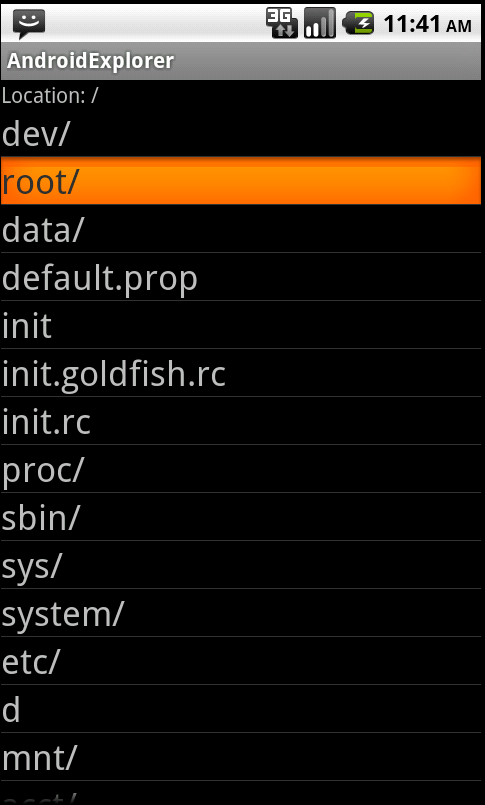 3G
11:41 AM
AndroidExplorer
Location: /
dev/
root/
data/
default.prop
init
init.goldfish.rc
init.rc
proc/
sbin/
sys/
system/
etc/
d
mnt/
acct/